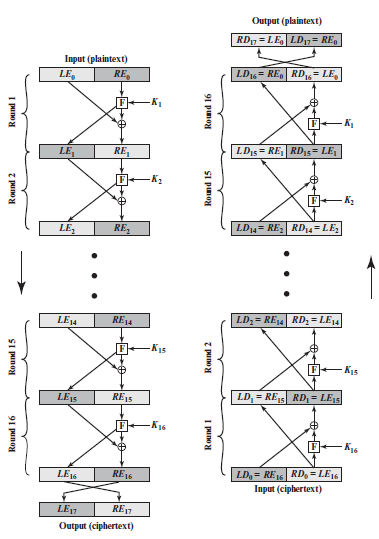 Input (plaintext)
LE0 RE0
F K1
LE1 RE1
F K2
LE2 RE2
Round 1
Round 2
LE14 RE14
F K15
LE15 RE15
F K16
LE16 RE16
LE17 RE17
Output (ciphertext)
Round 15
Round 16
Output (plaintext)
RD17 = LE0 LD17 = RE0
LD16 = RE0 RD16 = LE0
F K1
LD15 = RE1 RD15 = LE1
F K2
LD14 = RE2 RD14 = LE2
Round 16
Round 15
LD2 = RE14 RD2 = LE14
F K15
LD1 = RE15 RD1 = LE15
F K16
LD0 = RE16 RD0 = LE16
Input (ciphertext)
Round 2
Round 1